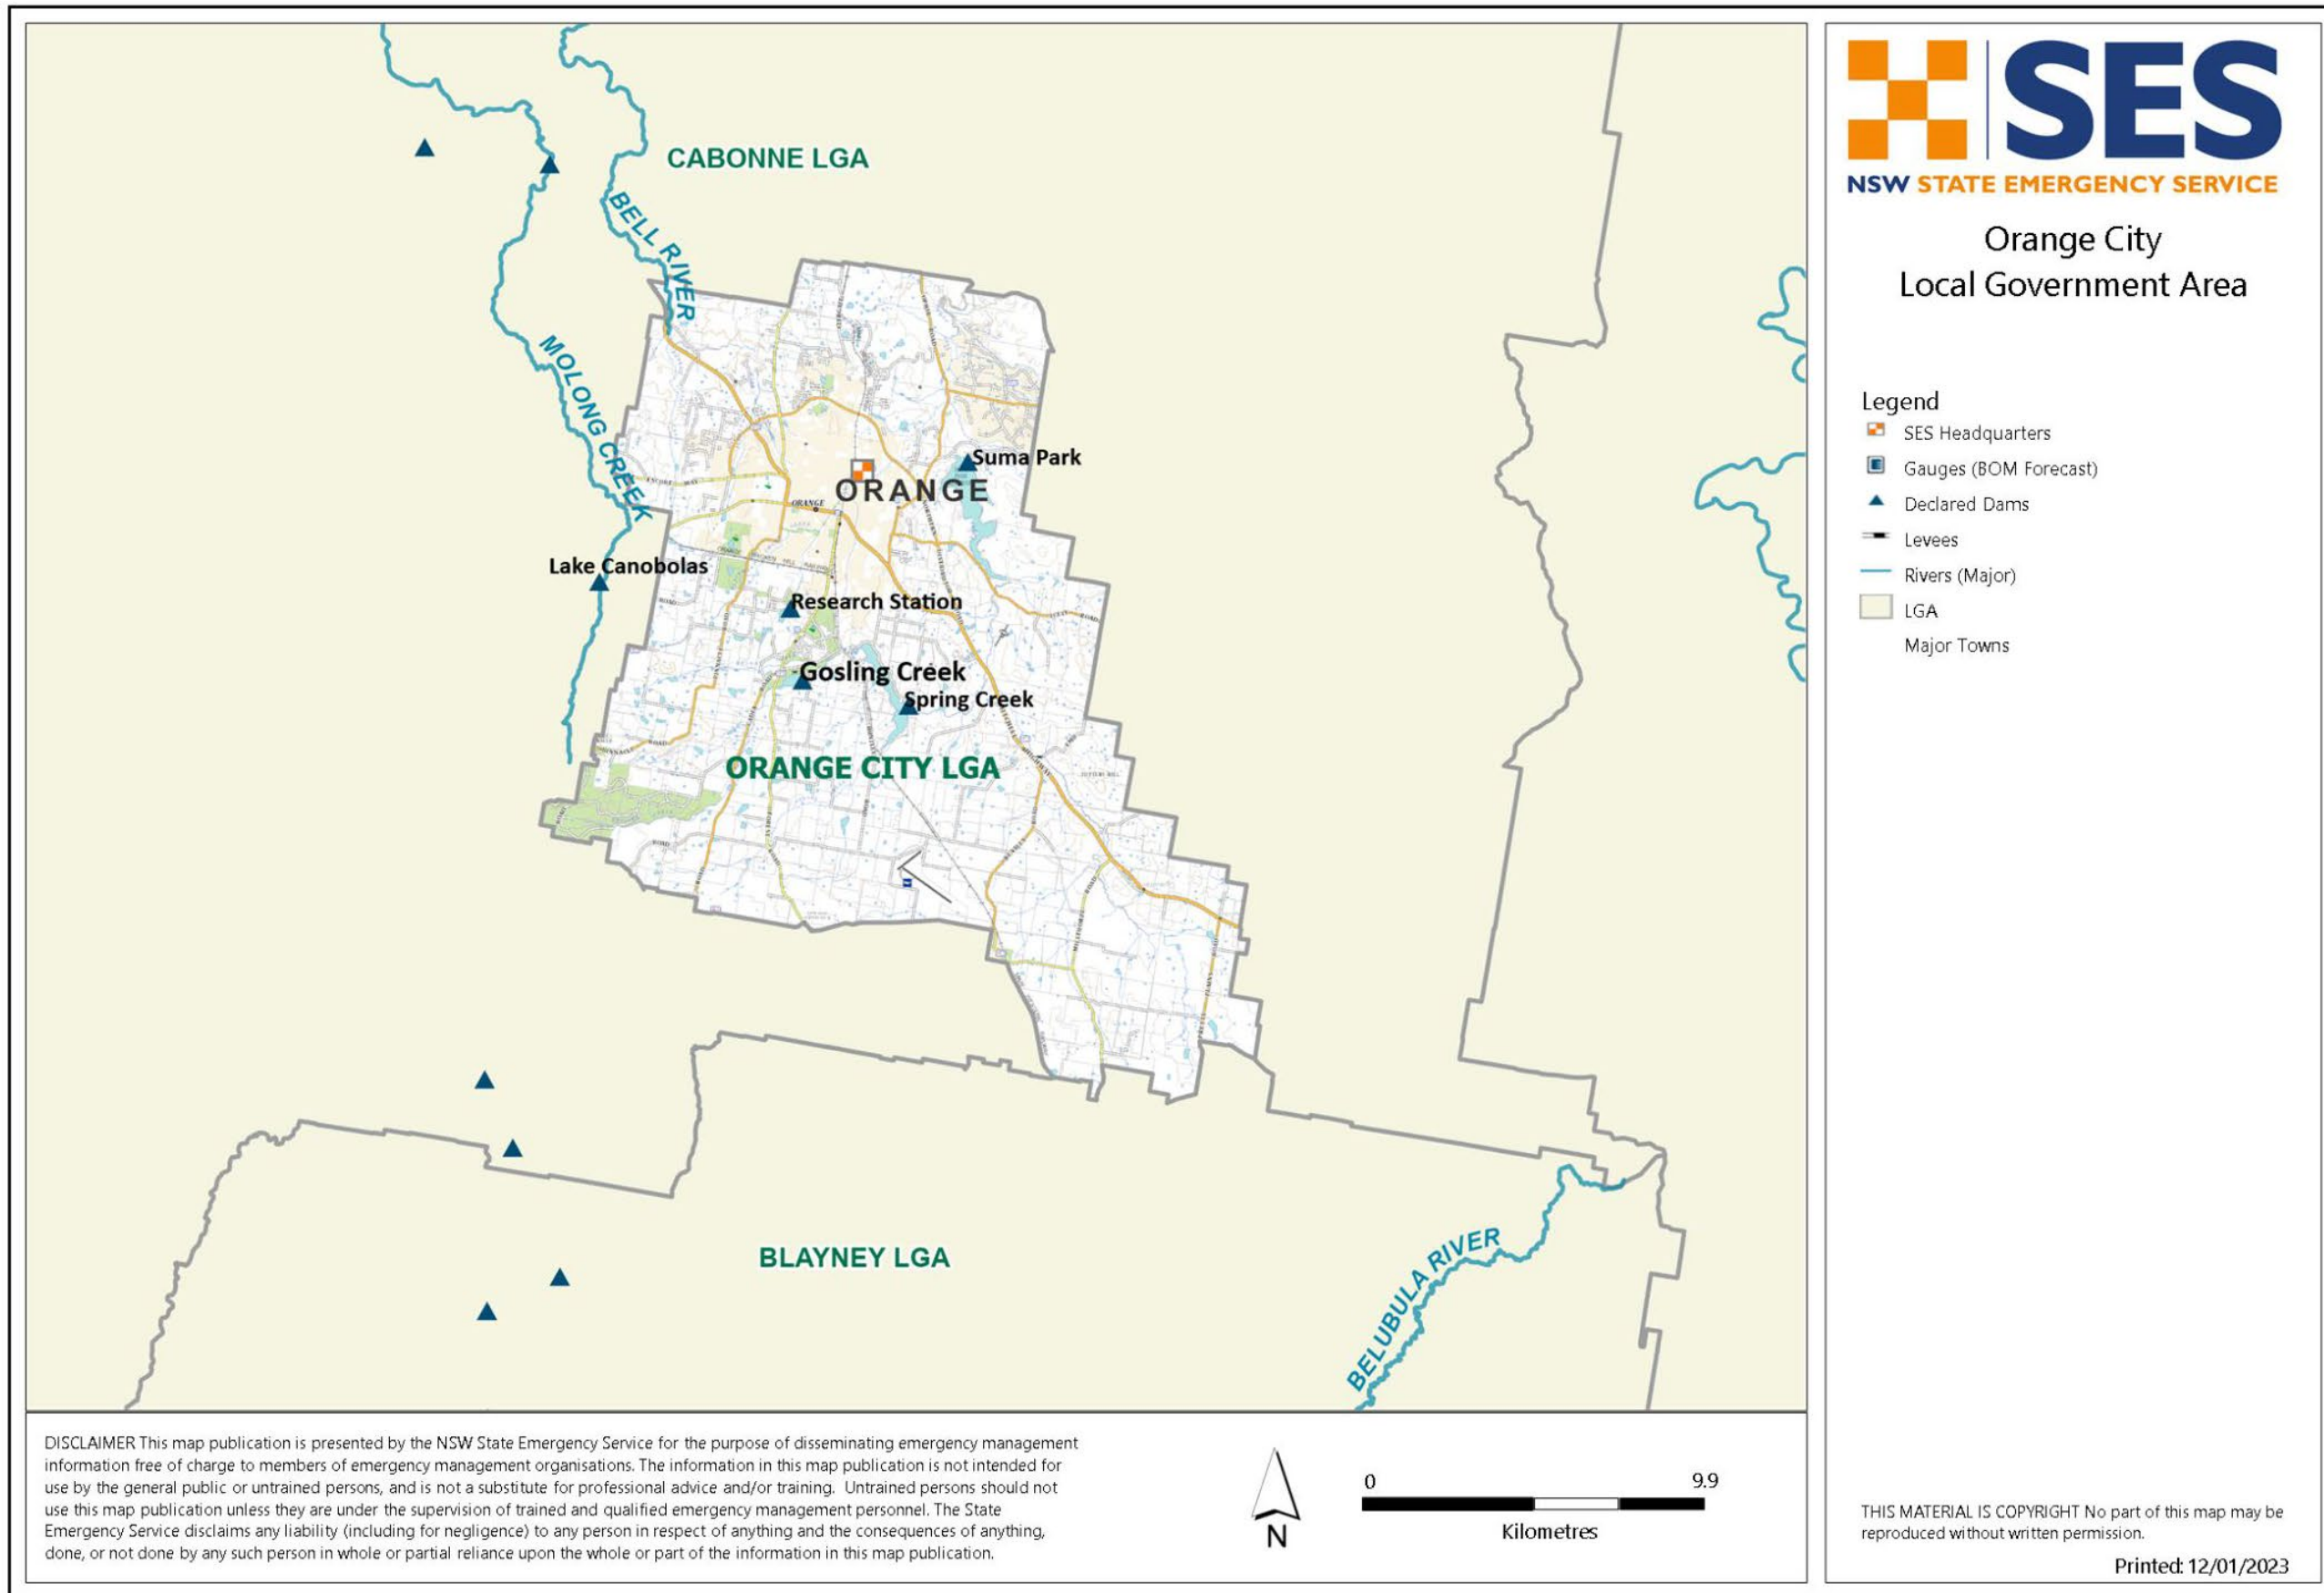 CABONNE LGA
BELL RIVER
MOLONG CREEK
Suma Park
ORANGE
ORANGE
Lake Canobolas
Research Station
Gosling Creek
Spring Creek
ORANGE CITY LGA
BLAYNEY LGA
BELUBULA RIVER
SES
NSW STATE EMERGENCY SERVICE
Orange City
Local Government Area
Legend
SES Headquarters
Gauges (BOM Forecast)
Declared Dams
Levees
Rivers (Major)
LGA
Major Towns
DISCLAIMER This map publication is presented by the NSW State Emergency Service for the purpose of disseminating emergency management
information free of charge to members of emergency management organisations. The information in this map publication is not intended for
use by the general public or untrained persons, and is not a substitute for professional advice and/or training. Untrained persons should not
use this map publication unless they are under the supervision of trained and qualified emergency management personnel. The State
Emergency Service disclaims any liability (including for negligence) to any person in respect of anything and the consequences of anything,
done, or not done by any such person in whole or partial reliance upon the whole or part of the information in this map publication.
N
0 9.9
Kilometres
THIS MATERIAL IS COPYRIGHT No part of this map may be
reproduced without written permission.
Printed: 12/01/2023